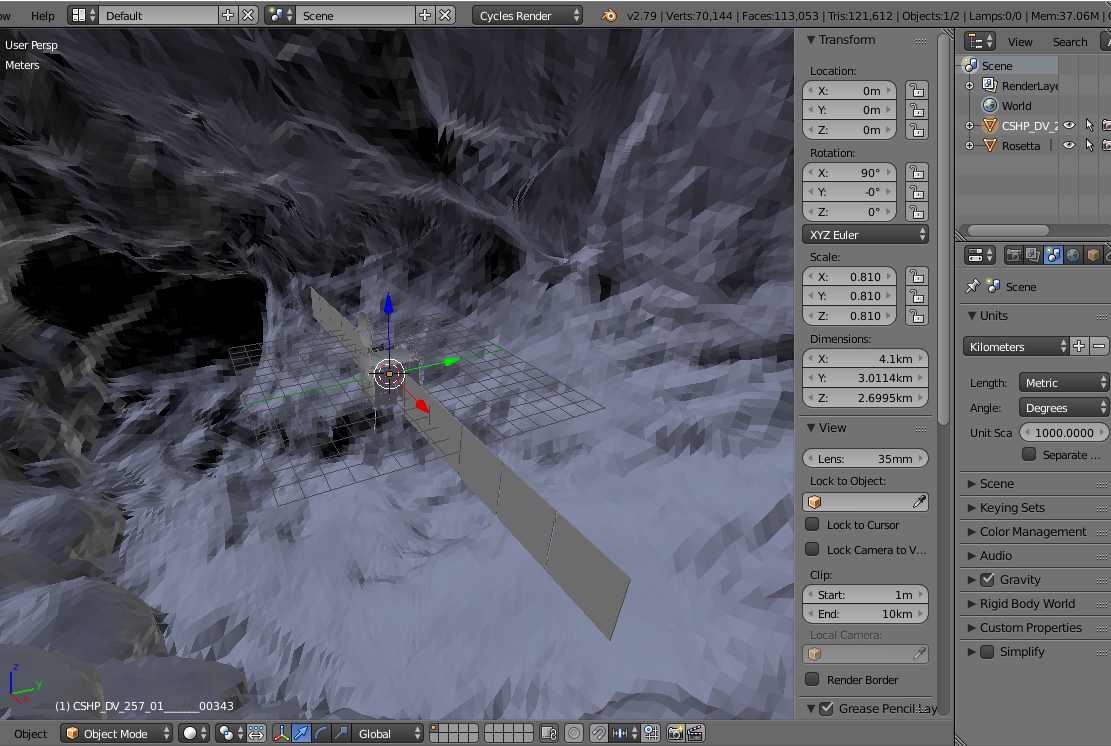 ow Help Default Scene Cycles Render v2.79 | Verts:70,144 | Faces:113,053 | Tris:121,612 | Objects:1/2 | Lamps:0/0 | Mem:37.06M |
User Persp
Meters
Transform
Location:
X: 0m
Y: 0m
Z: 0m
Rotation:
X: 90°
Y: -0°
Z: 0°
XYZ Euler
Scale:
X: 0.810
Y: 0.810
Z: 0.810
Dimensions:
X: 4.1km
Y: 3.0114km
Z: 2.6995km
View
Lens: 35mm
Lock to Object:
Lock to Cursor
Lock Camera to V...
Clip:
Start: 1m
End: 10km
Local Camera:
Render Border
Grease Pencil Lay
View Search
Scene
RenderLaye
World
CSHP_DV_2
Rosetta
Scene
Units
Kilometers
Length: Metric
Angle: Degrees
Unit Sca 1000.0000
Separate ...
Scene
Keying Sets
Color Management
Audio
Gravity
Rigid Body World
Custom Properties
Simplify
z
y
x
(1) CSHP_DV_257_01______00343
Object Object Mode Global